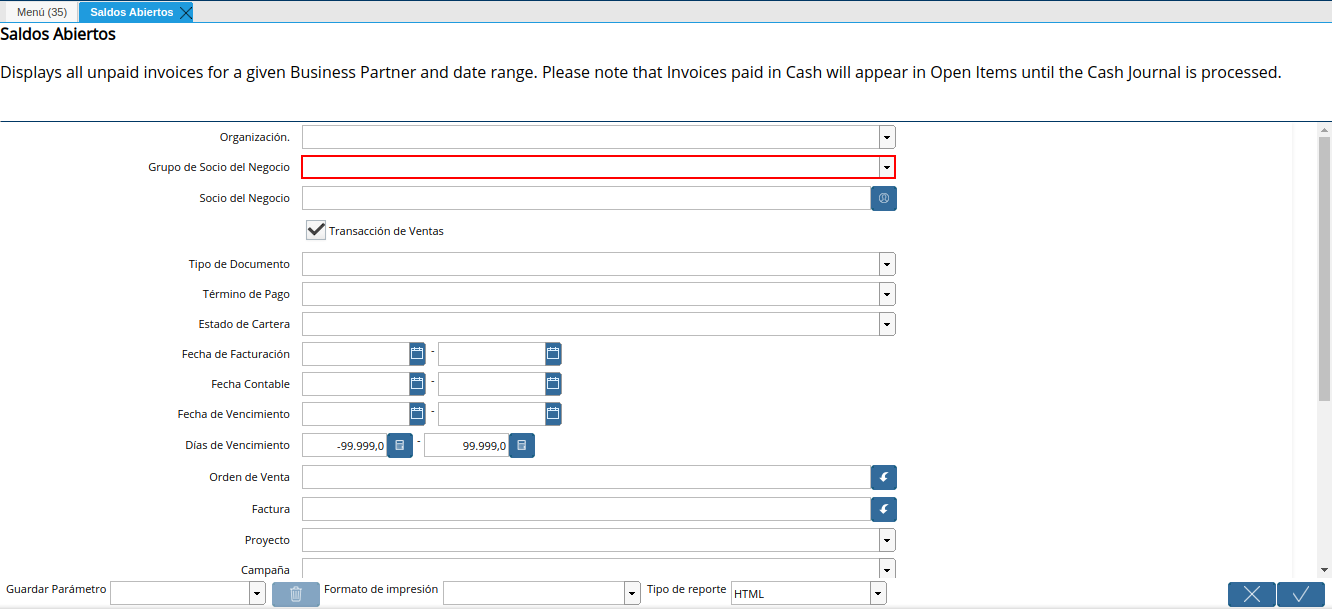 Menú (35)
Saldos Abiertos
Saldos Abiertos
Displays all unpaid invoices for a given Business Partner and date range. Please note that Invoices paid in Cash will appear in Open Items until the Cash Journal is processed.
Organización.
Grupo de Socio del Negocio
Socio del Negocio
Transacción de Ventas
Tipo de Documento
Término de Pago
Estado de Cartera
Fecha de Facturación -
Fecha Contable -
Fecha de Vencimiento -
Días de Vencimiento -99.999,0 - 99.999,0
Orden de Venta
Factura
Proyecto
Campaña
Guardar Parámetro Formato de impresión Tipo de reporte HTML